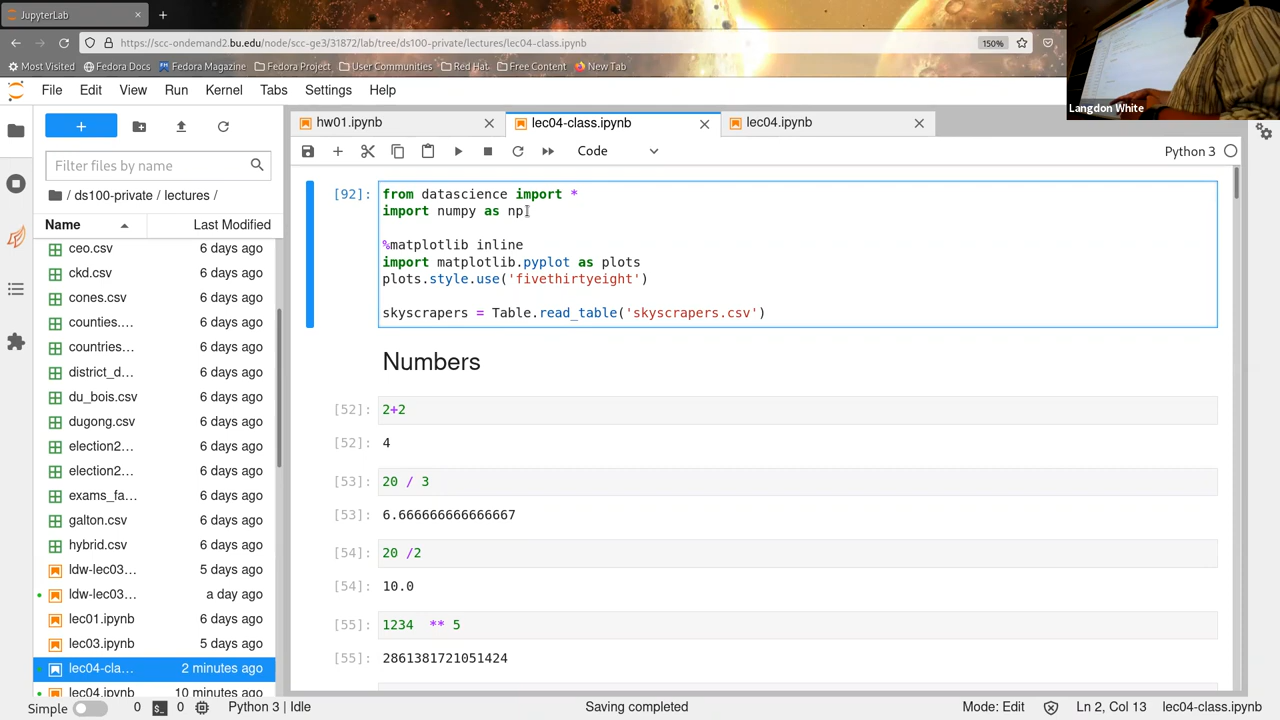 JupyterLab
https://scc-ondemand2.bu.edu/node/scc-ge3/31872/lab/tree/ds100-private/lectures/lec04-class.ipynb
150%
Most Visited
Fedora Docs
Fedora Magazine
Fedora Project
User Communities
Red Hat
Free Content
New Tab
Langdon White
File Edit View Run Kernel Tabs Settings Help
hw01.ipynb
lec04-class.ipynb
lec04.ipynb
Filter files by name
/ ds100-private / lectures /
Name Last Modified
ceo.csv 6 days ago
ckd.csv 6 days ago
cones.csv 6 days ago
counties.... 6 days ago
countries... 6 days ago
district_d... 6 days ago
du_bois.csv 6 days ago
dugong.csv 6 days ago
election2... 6 days ago
election2... 6 days ago
exams_fa... 6 days ago
galton.csv 6 days ago
hybrid.csv 6 days ago
ldw-lec03... 5 days ago
ldw-lec03... a day ago
lec01.ipynb 6 days ago
lec03.ipynb 5 days ago
lec04-cla... 2 minutes ago
lec04.ipynb 10 minutes ago
Code
Python 3
[92]:
from datascience import *
import numpy as np
%matplotlib inline
import matplotlib.pyplot as plots
plots.style.use('fivethirtyeight')
skyscrapers = Table.read_table('skyscrapers.csv')
Numbers
[52]: 2+2
[52]: 4
[53]: 20 / 3
[53]: 6.666666666666667
[54]: 20 /2
[54]: 10.0
[55]: 1234 ** 5
[55]: 2861381721051424
Simple 0 $_ 0 Python 3 | Idle Saving completed Mode: Edit Ln 2, Col 13 lec04-class.ipynb